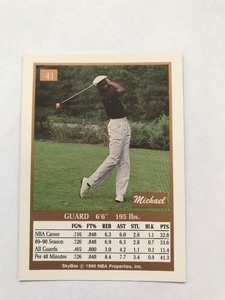 41
Michael
GUARD 6'6" 195 lbs.
FG% FT% REB AST STL BLK PTS
NBA Career .516 .848 6.3 6.0 2.8 1.1 32.8
89-90 Season .526 .848 6.9 6.3 2.8 0.7 33.6
All Guards .465 .800 3.0 4.2 1.1 0.2 11.4
Per 48 Minutes .526 .848 8.4 7.7 3.4 0.8 41.3
SkyBox © 1990 NBA Properties, Inc.